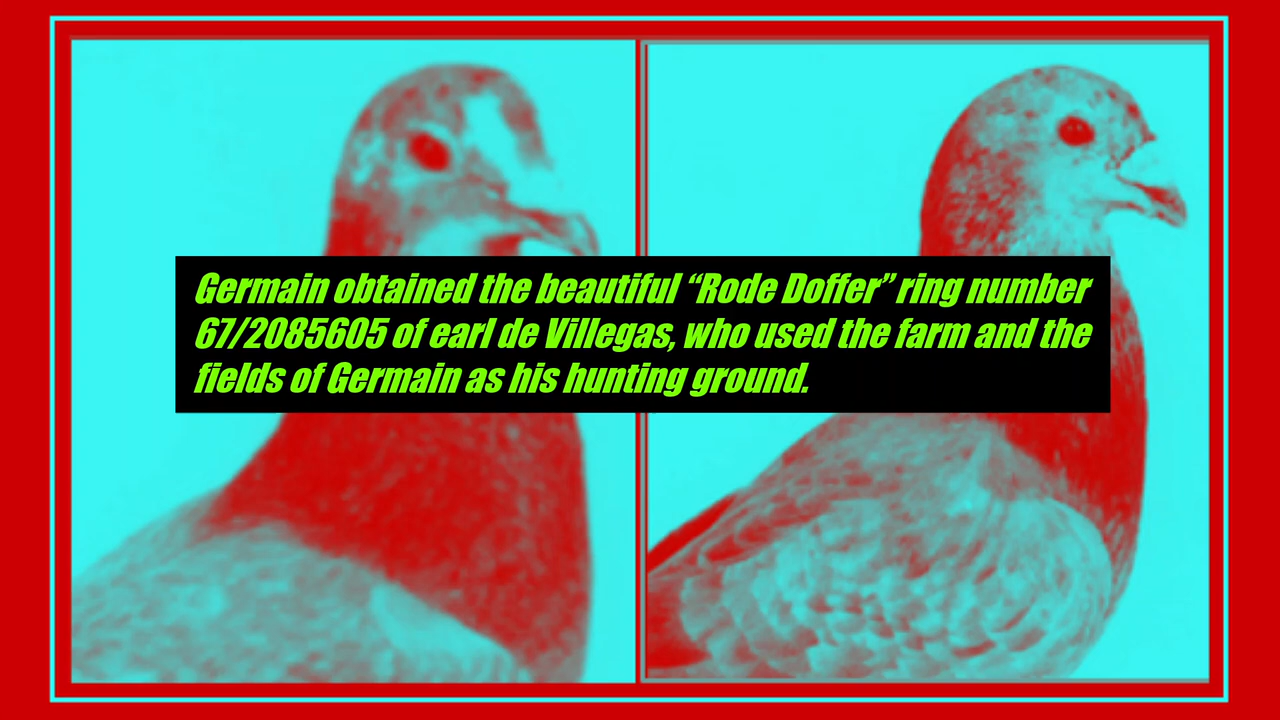 Germain obtained the beautiful “Rode Doffer” ring number
67/2085605 of earl de Villegas, who used the farm and the
fields of Germain as his hunting ground.